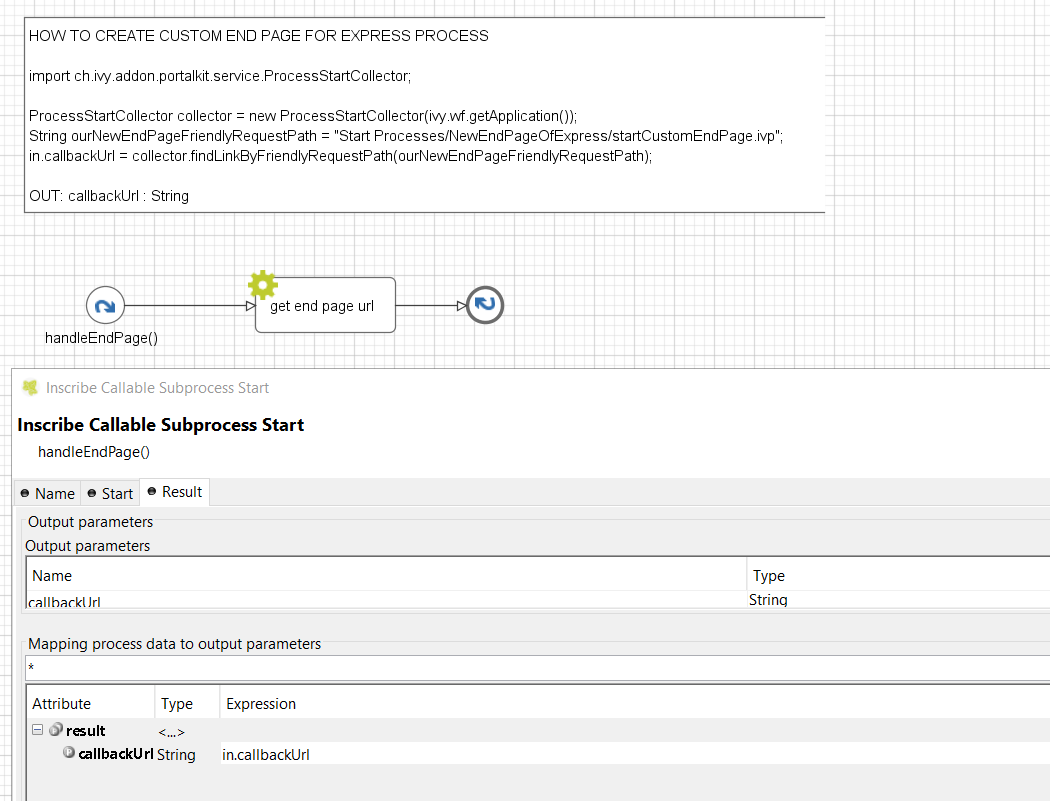 HOW TO CREATE CUSTOM END PAGE FOR EXPRESS PROCESS
import ch.ivy.addon.portalkit.service.ProcessStartCollector;
ProcessStartCollector collector = new ProcessStartCollector(ivy.wf.getApplication());
String ourNewEndPageFriendlyRequestPath = "Start Processes/NewEndPageOfExpress/startCustomEndPage.ivp";
in.callbackUrl = collector.findLinkByFriendlyRequestPath(ourNewEndPageFriendlyRequestPath);
OUT: callbackUrl : String
get end page url
handleEndPage()
Inscribe Callable Subprocess Start
Inscribe Callable Subprocess Start
handleEndPage()
Name Start Result
Output parameters
Output parameters
Name Type
callbackUrl String
Mapping process data to output parameters
*
Attribute Type Expression
result <...>
callbackUrl String in.callbackUrl